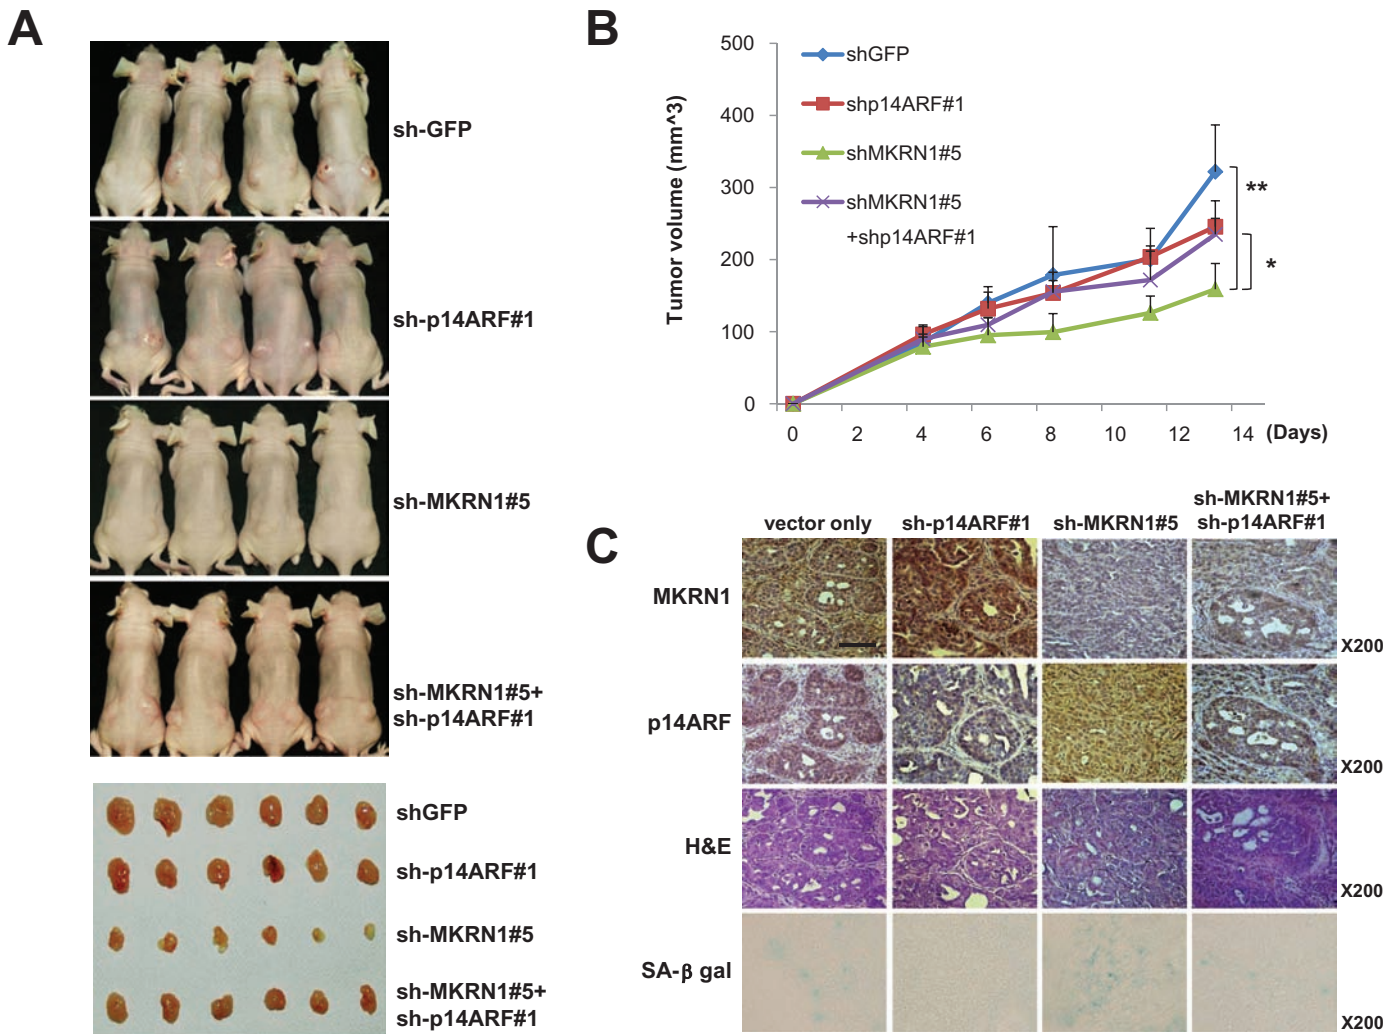 A
sh-GFP
sh-p14ARF#1
sh-MKRN1#5
sh-MKRN1#5+
sh-p14ARF#1
shGFP
sh-p14ARF#1
sh-MKRN1#5
sh-MKRN1#5+
sh-p14ARF#1
B
Tumor volume (mm^3)
500
400
300
200
100
0
shGFP
shp14ARF#1
shMKRN1#5
shMKRN1#5
+shp14ARF#1
**
*
0 2 4 6 8 10 12 14 (Days)
C
vector only
sh-p14ARF#1
sh-MKRN1#5
sh-MKRN1#5+
sh-p14ARF#1
MKRN1
X200
p14ARF
X200
H&E
X200
SA-β gal
X200